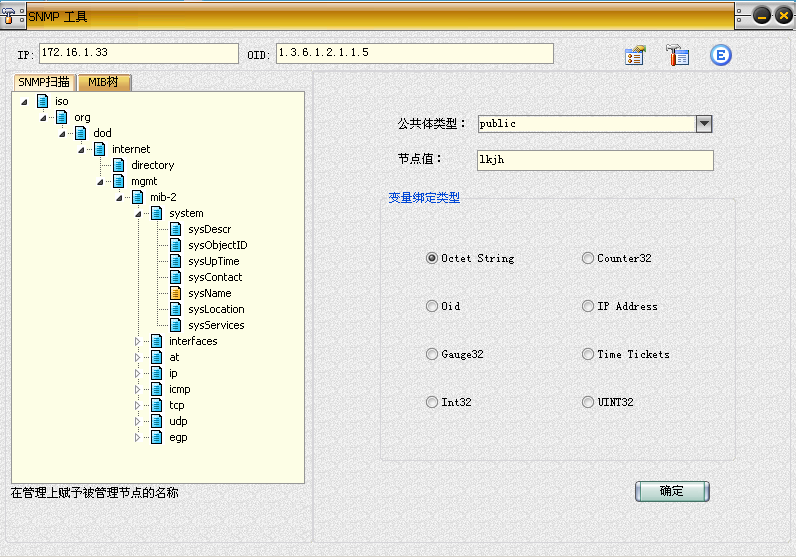 SNMP 工具
IP: 172.16.1.33 OID: 1.3.6.1.2.1.1.5
E
SNMP扫描 MIB树
iso
org
dod
internet
directory
mgmt
mib-2
system
sysDescr
sysObjectID
sysUpTime
sysContact
sysName
sysLocation
sysServices
interfaces
at
ip
icmp
tcp
udp
egp
在管理上赋予被管理节点的名称
公共体类型： public
节点值： lkjh
变量绑定类型
Octet String Counter32
Oid IP Address
Gauge32 Time Tickets
Int32 UINT32
确定